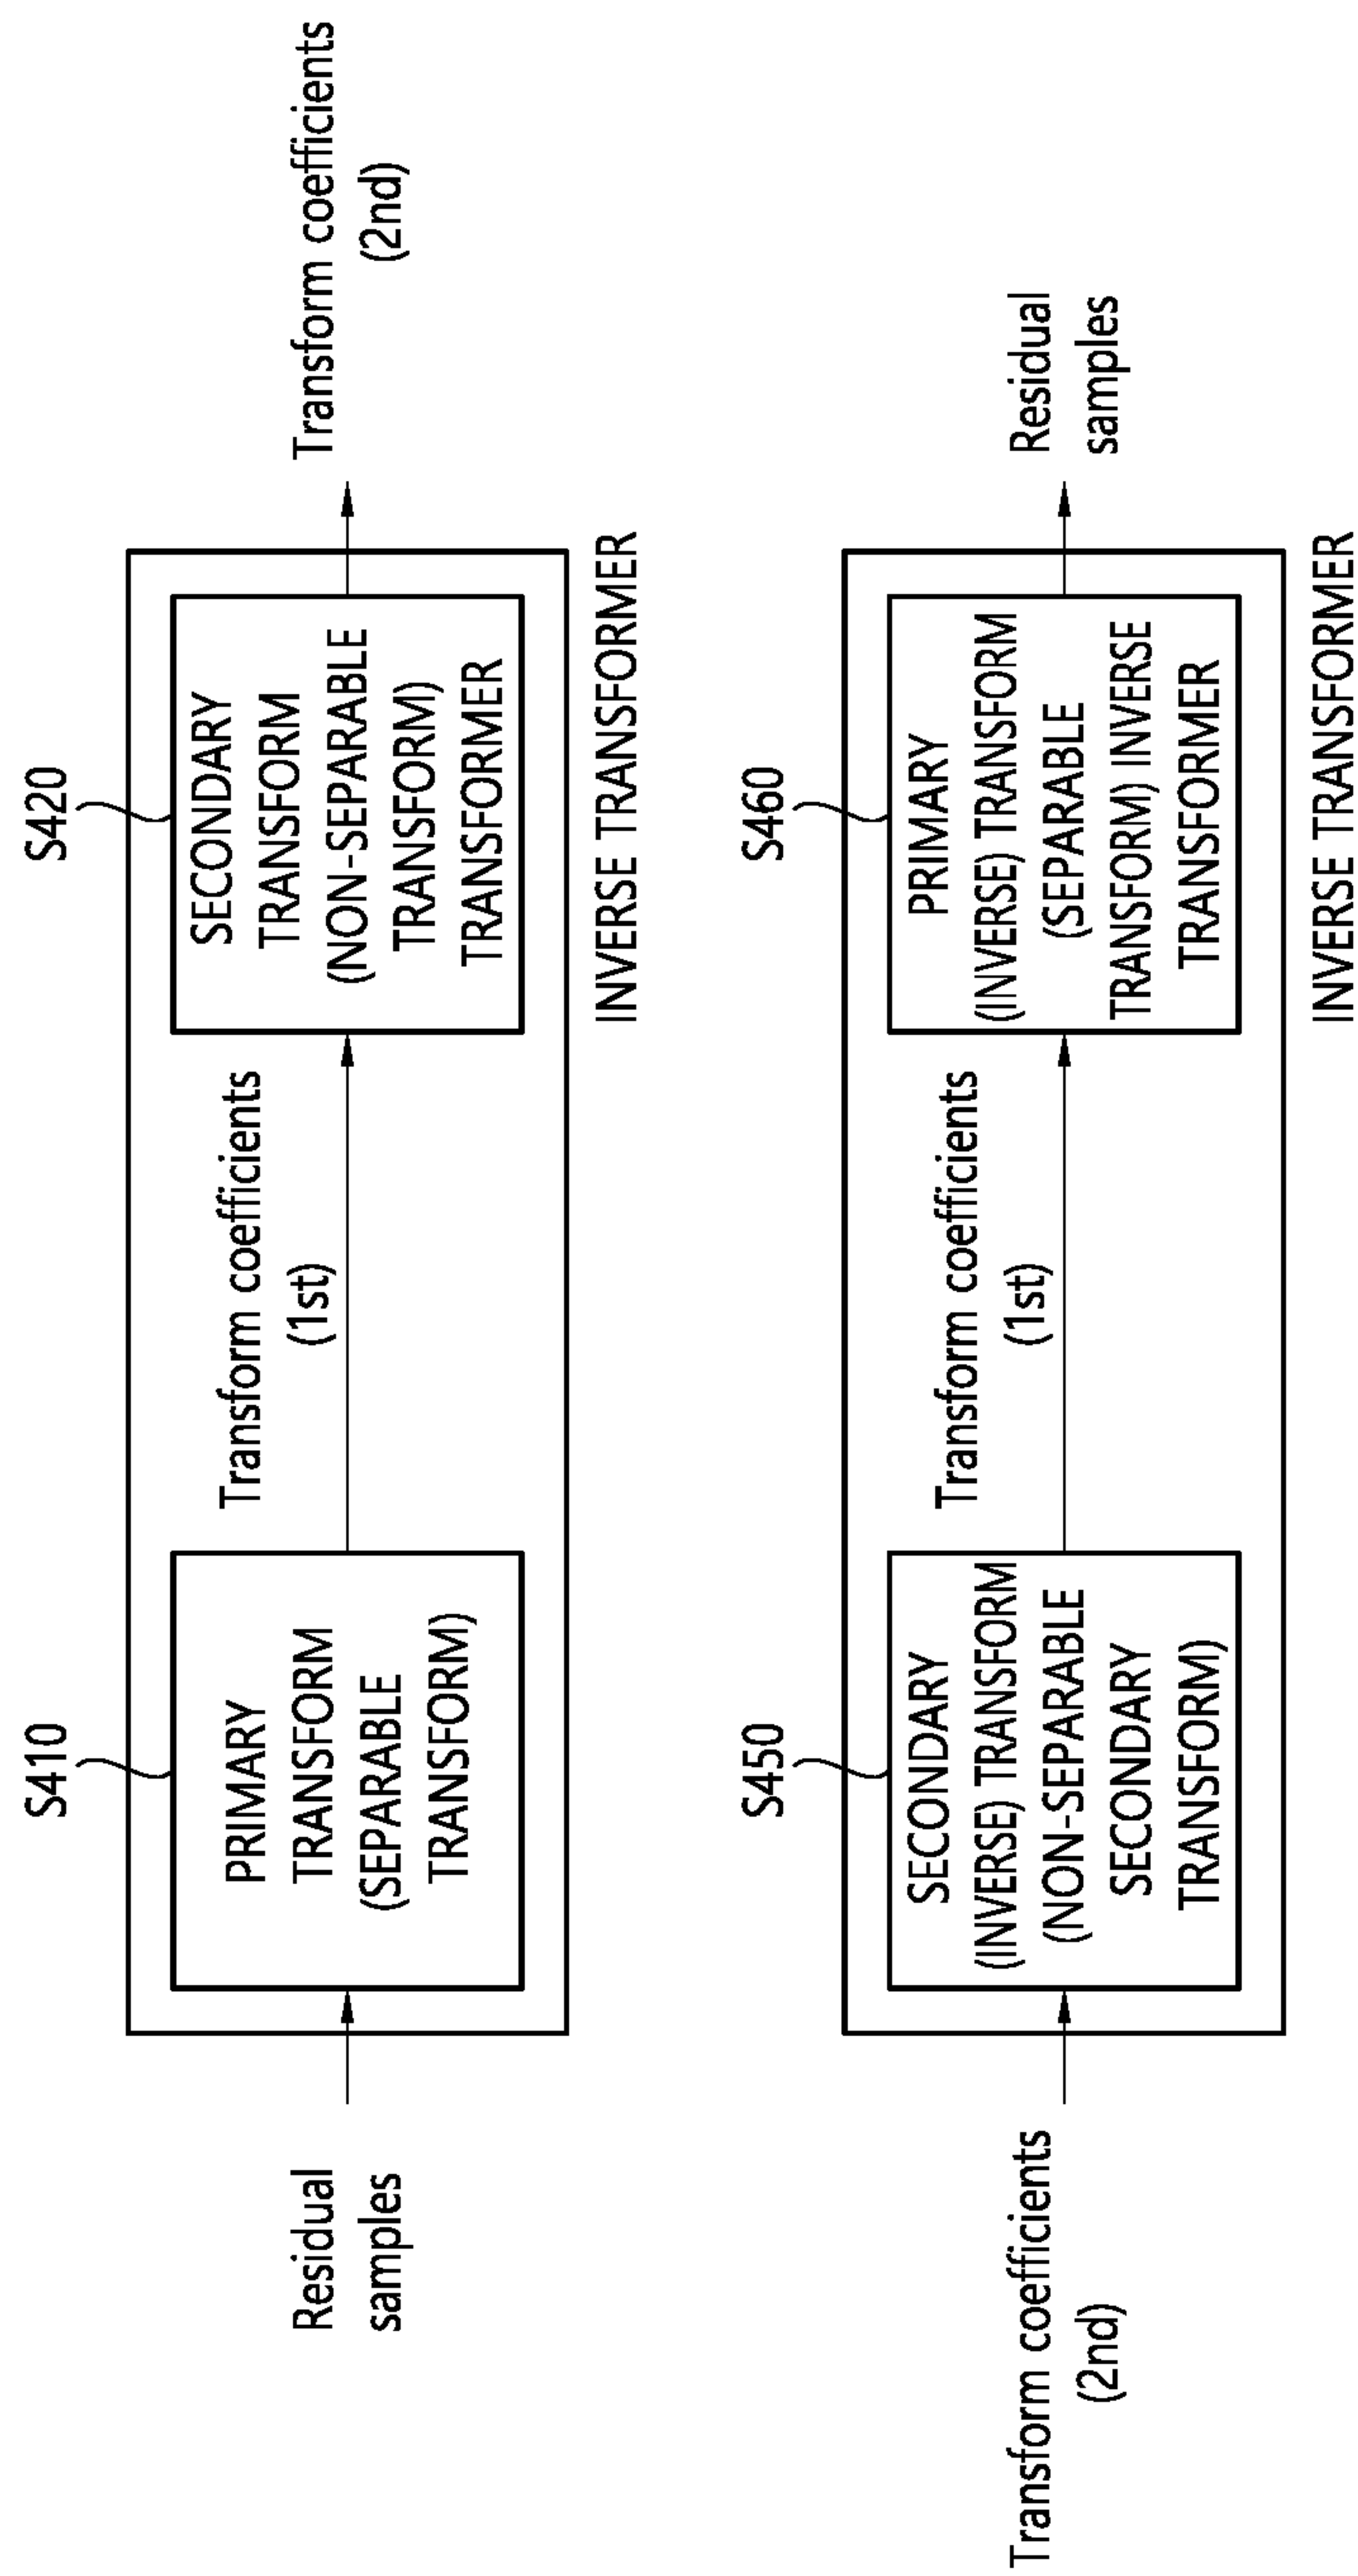 S410
S420
Residual
samples
PRIMARY
TRANSFORM
(SEPARABLE
TRANSFORM)
Transform coefficients
(1st)
SECONDARY
TRANSFORM
(NON-SEPARABLE
TRANSFORM)
TRANSFORMER
Transform coefficients
(2nd)
INVERSE TRANSFORMER
S450
S460
Transform coefficients
(2nd)
SECONDARY
(INVERSE) TRANSFORM
(NON-SEPARABLE
SECONDARY
TRANSFORM)
Transform coefficients
(1st)
PRIMARY
(INVERSE) TRANSFORM
(SEPARABLE
TRANSFORM) INVERSE
TRANSFORMER
Residual
samples
INVERSE TRANSFORMER